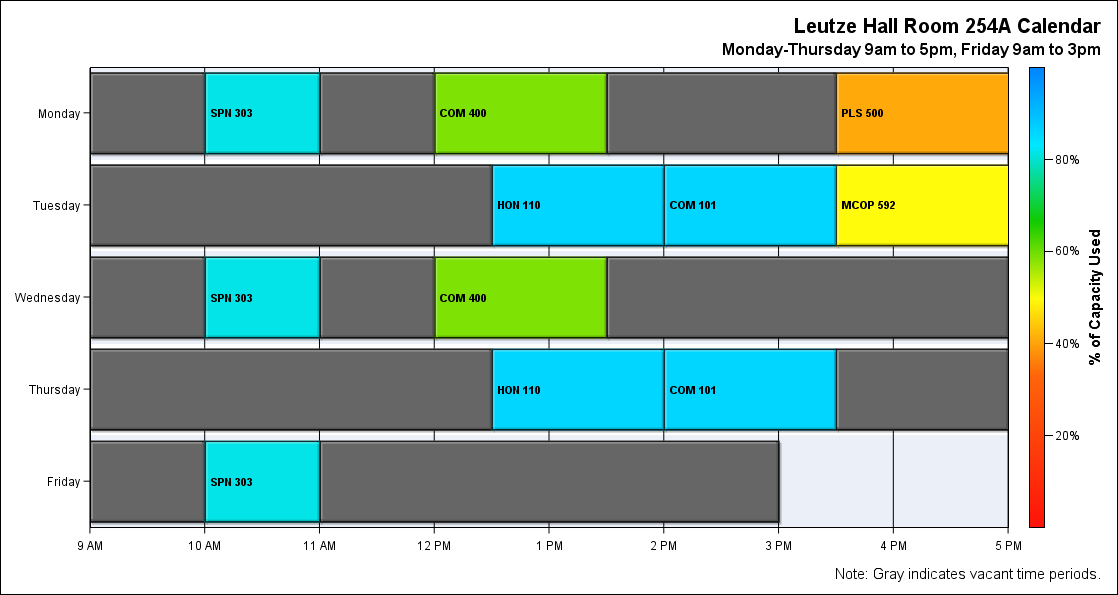 Leutze Hall Room 254A Calendar
Monday-Thursday 9am to 5pm, Friday 9am to 3pm
Monday
SPN 303
COM 400
PLS 500
Tuesday
HON 110
COM 101
MCOP 592
Wednesday
SPN 303
COM 400
Thursday
HON 110
COM 101
Friday
SPN 303
9 AM 10 AM 11 AM 12 PM 1 PM 2 PM 3 PM 4 PM 5 PM
80%
60%
40%
20%
% of Capacity Used
Note: Gray indicates vacant time periods.